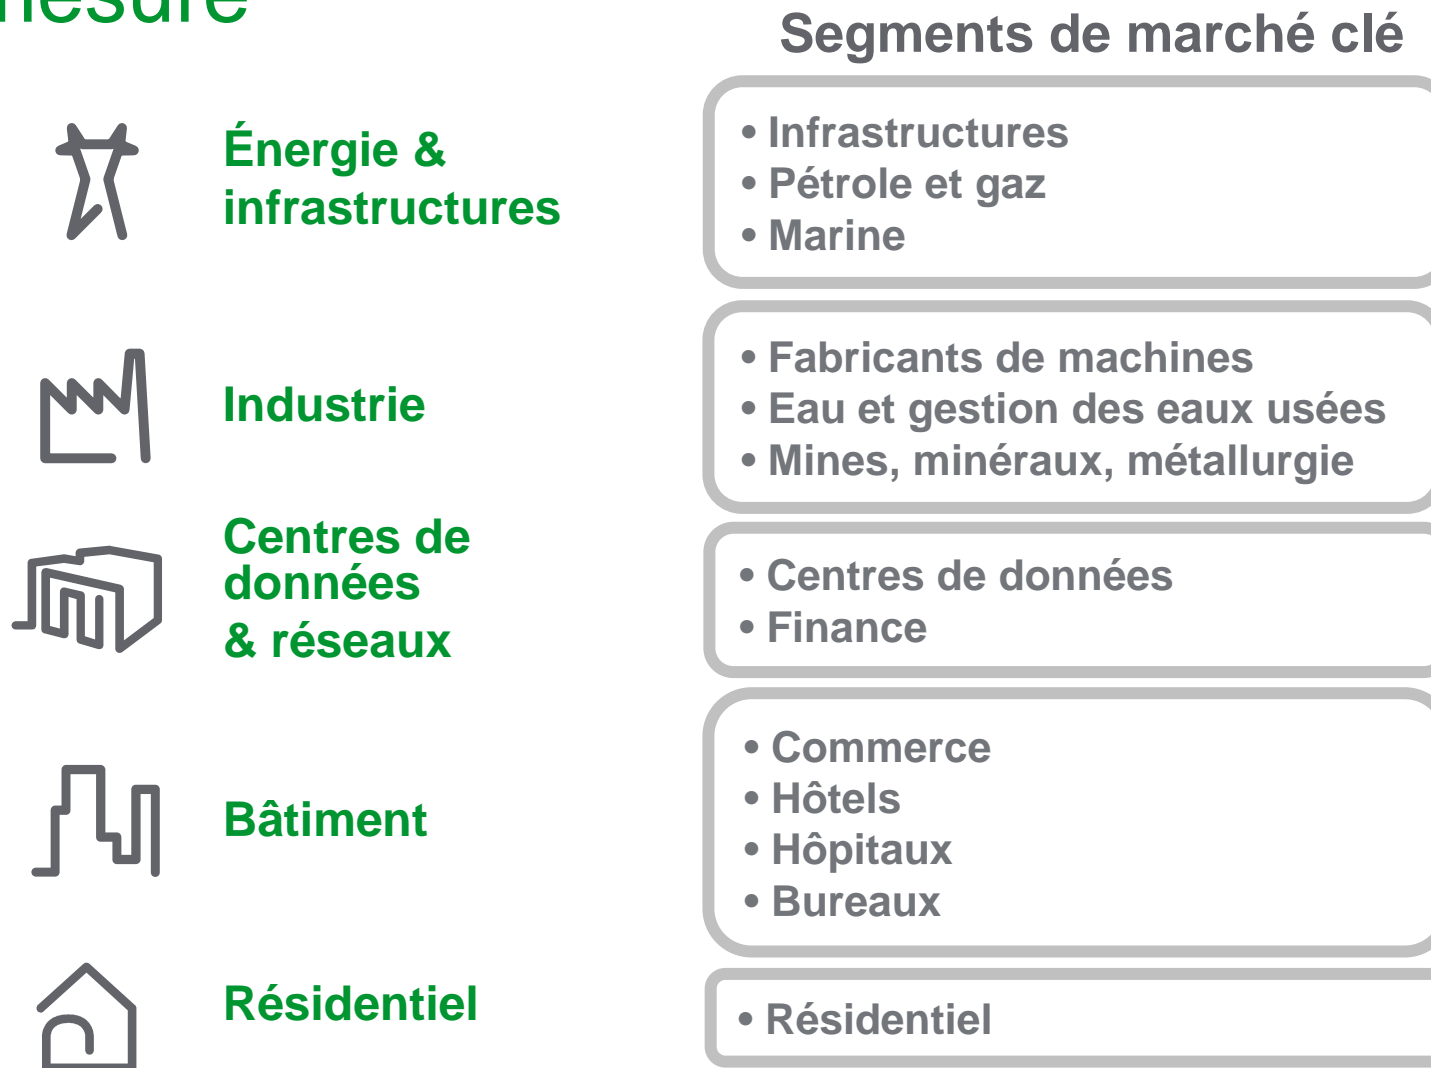 mesure
Segments de marché clé
Énergie &
infrastructures
• Infrastructures
• Pétrole et gaz
• Marine
Industrie
• Fabricants de machines
• Eau et gestion des eaux usées
• Mines, minéraux, métallurgie
Centres de
données
& réseaux
• Centres de données
• Finance
Bâtiment
• Commerce
• Hôtels
• Hôpitaux
• Bureaux
Résidentiel
• Résidentiel